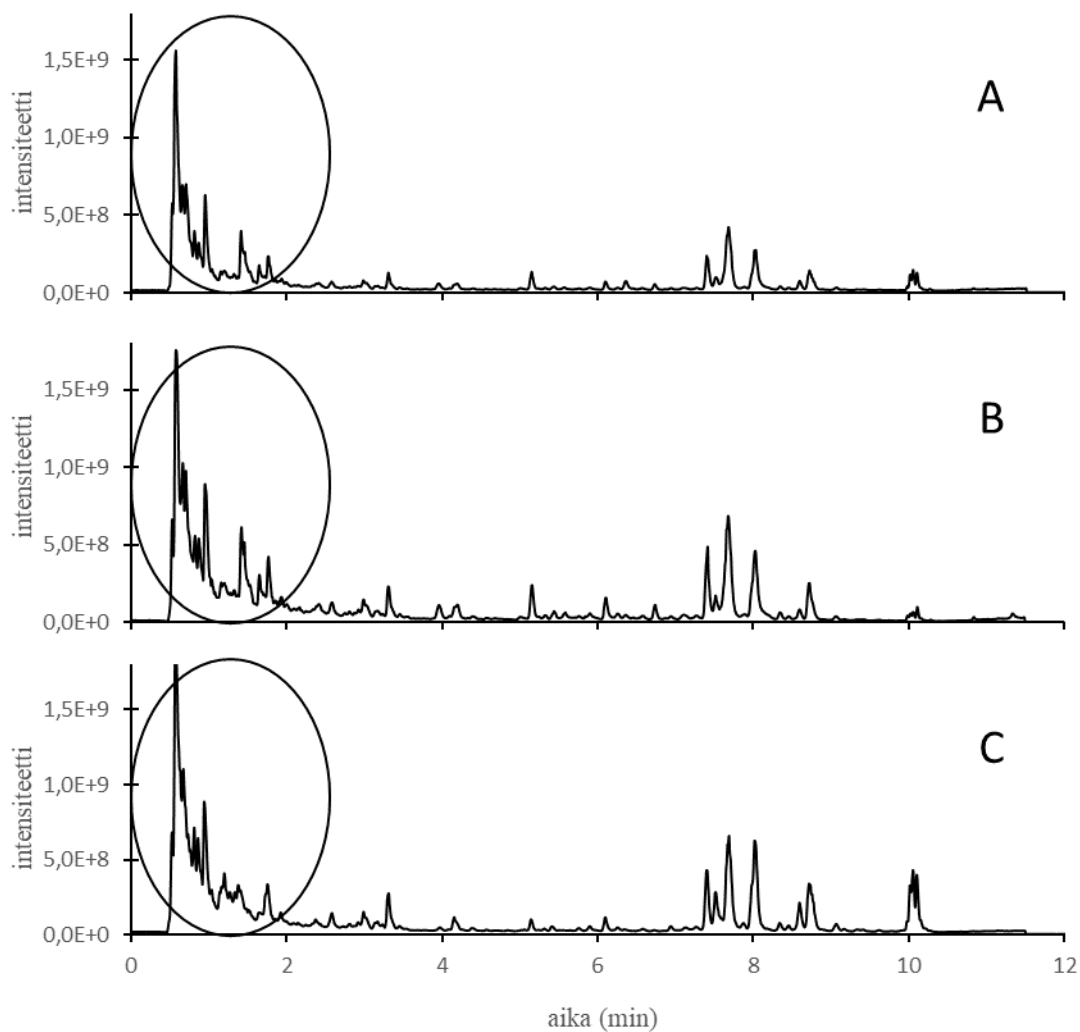 1,5E+9
1,0E+9
5,0E+8
0,0E+0
intensiteetti
A
1,5E+9
1,0E+9
5,0E+8
0,0E+0
intensiteetti
B
1,5E+9
1,0E+9
5,0E+8
0,0E+0
intensiteetti
C
0 2 4 6 8 10 12
aika (min)